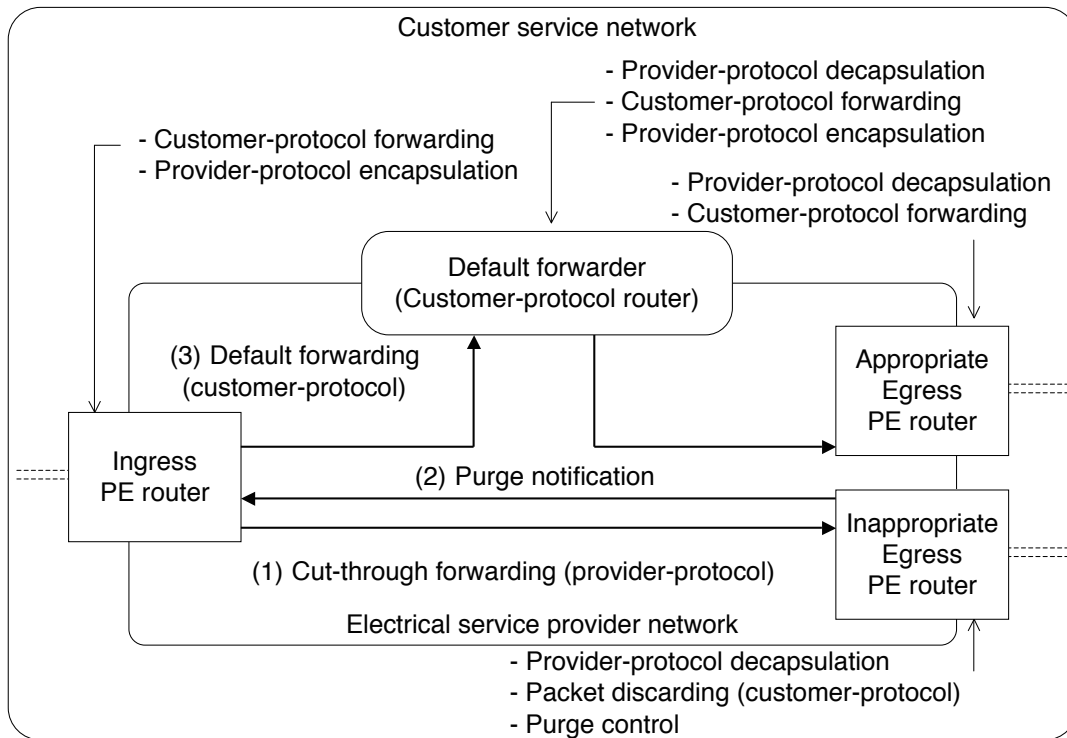 Customer service network
- Provider-protocol decapsulation
- Customer-protocol forwarding
- Provider-protocol encapsulation
- Customer-protocol forwarding
- Provider-protocol encapsulation
- Provider-protocol decapsulation
- Customer-protocol forwarding
Default forwarder
(Customer-protocol router)
(3) Default forwarding
(customer-protocol)
Appropriate
Egress
PE router
Ingress
PE router
(2) Purge notification
Inappropriate
Egress
PE router
(1) Cut-through forwarding (provider-protocol)
Electrical service provider network
- Provider-protocol decapsulation
- Packet discarding (customer-protocol)
- Purge control